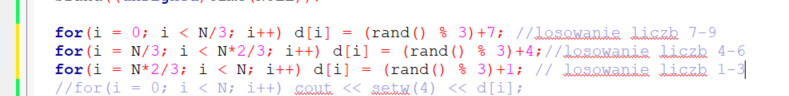 for(i = 0; i < N/3; i++) d[i] = (rand() % 3)+7; //losowanie liczb 7-9
for(i = N/3; i < N*2/3; i++) d[i] = (rand() % 3)+4;//losowanie liczb 4-6
for(i = N*2/3; i < N; i++) d[i] = (rand() % 3)+1; // losowanie liczb 1-3
//for(i = 0; i < N; i++) cout << setw(4) << d[i];